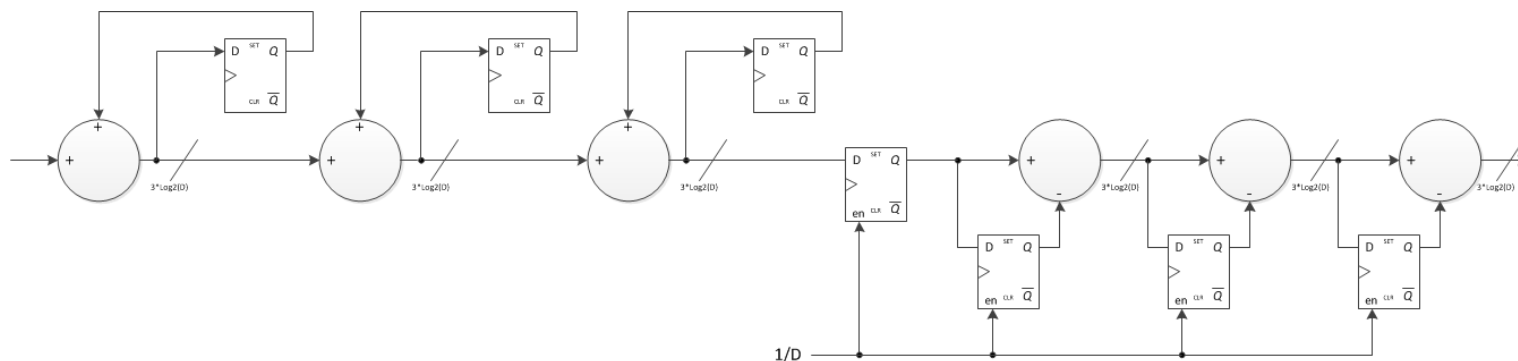 SET
D Q
CLR Q
SET
D Q
CLR Q
SET
D Q
CLR Q
+
+
3*Log2(D)
+
+
3*Log2(D)
+
+
3*Log2(D)
SET
D Q
en CLR Q
+
-
3*Log2(D)
+
-
3*Log2(D)
+
-
3*Log2(D)
SET
D Q
en CLR Q
SET
D Q
en CLR Q
SET
D Q
en CLR Q
1/D